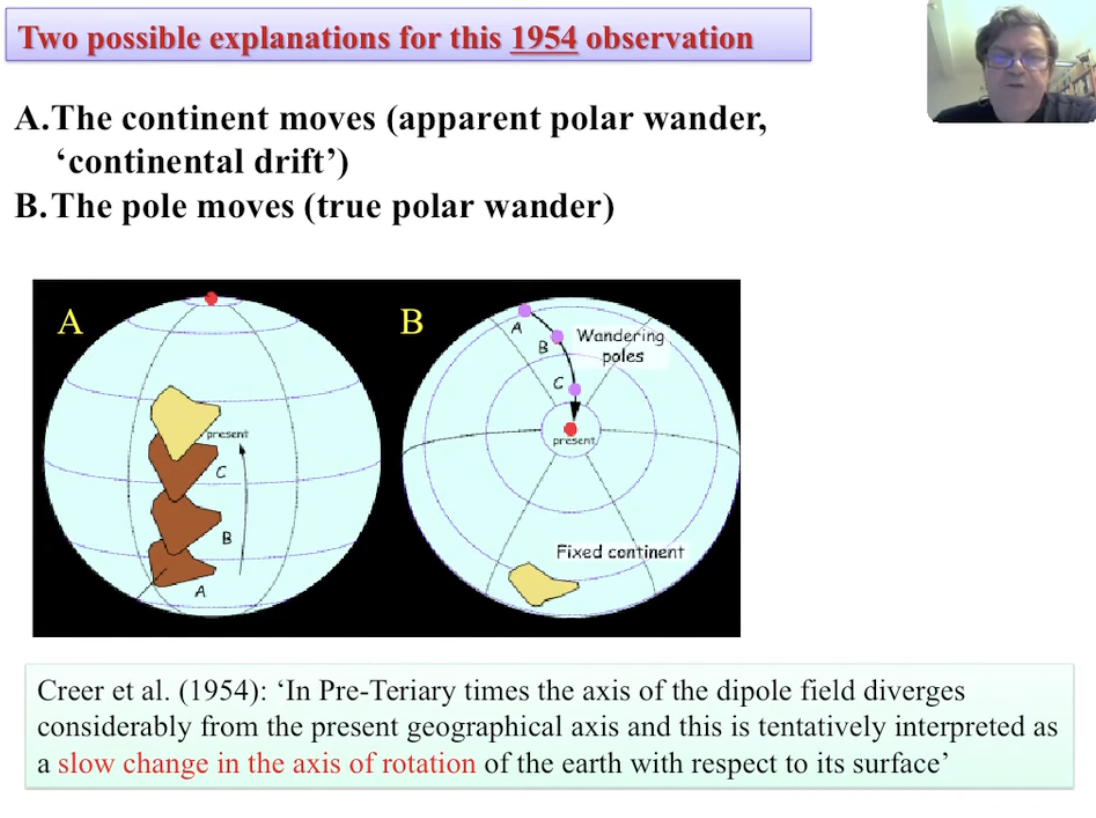 Two possible explanations for this 1954 observation
A.The continent moves (apparent polar wander,
‘continental drift’)
B.The pole moves (true polar wander)
A
present
C
B
A
B
A
B
C
Wandering
poles
present
Fixed continent
Creer et al. (1954): ‘In Pre-Teriary times the axis of the dipole field diverges
considerably from the present geographical axis and this is tentatively interpreted as
a slow change in the axis of rotation of the earth with respect to its surface’